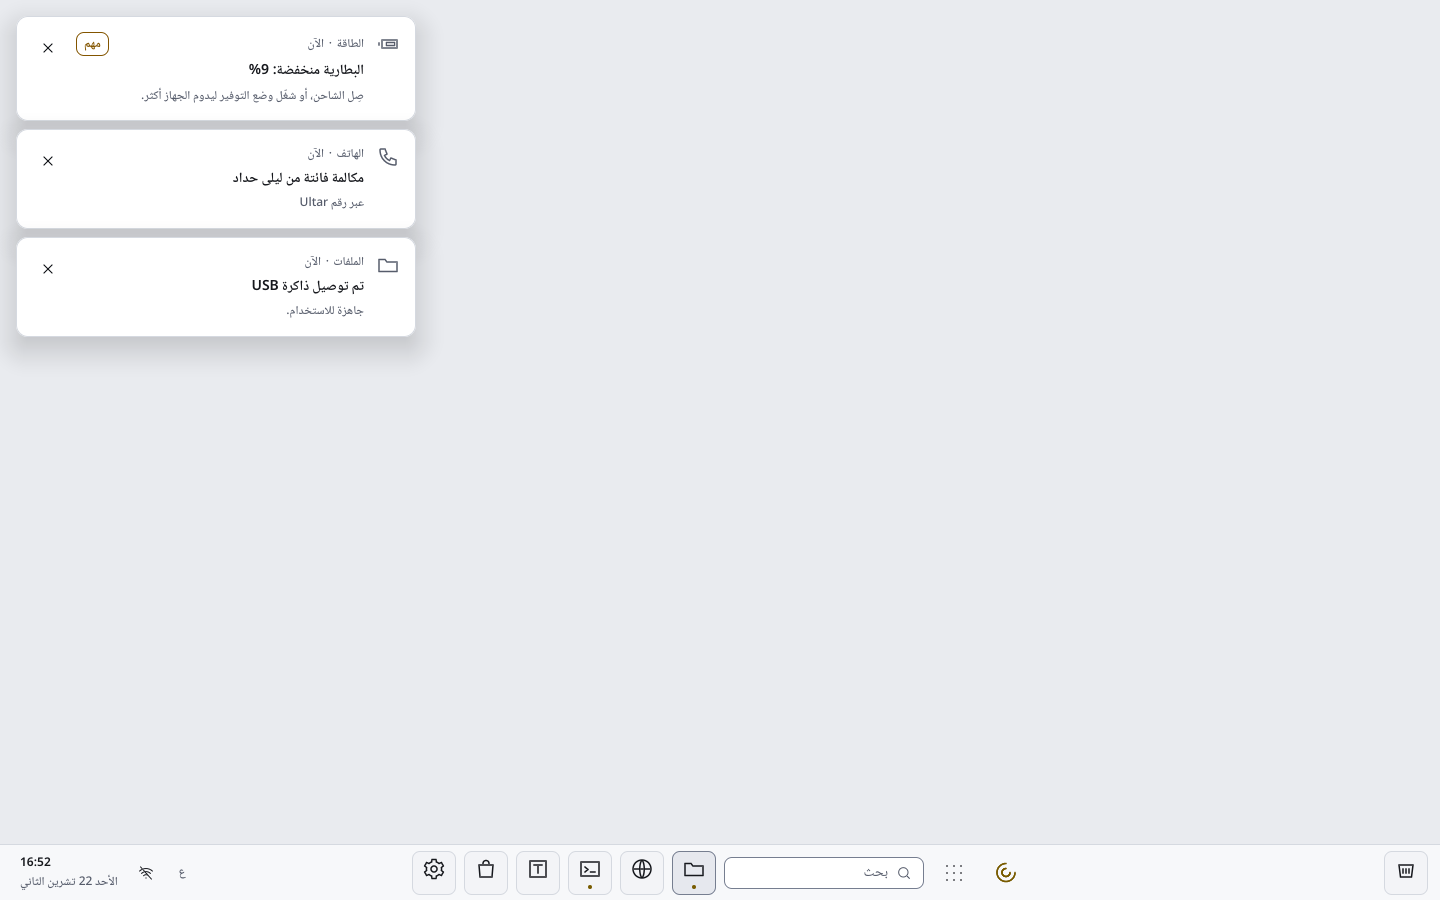 الطاقة · الآن
مهم
البطارية منخفضة: 9%
صِل الشاحن، أو شغّل وضع التوفير ليدوم الجهاز أكثر.
الهاتف · الآن
مكالمة فائتة من ليلى حداد
عبر رقم Ultar
الملفات · الآن
تم توصيل ذاكرة USB
جاهزة للاستخدام.
بحث
ع
16:52
الأحد 22 تشرين الثاني